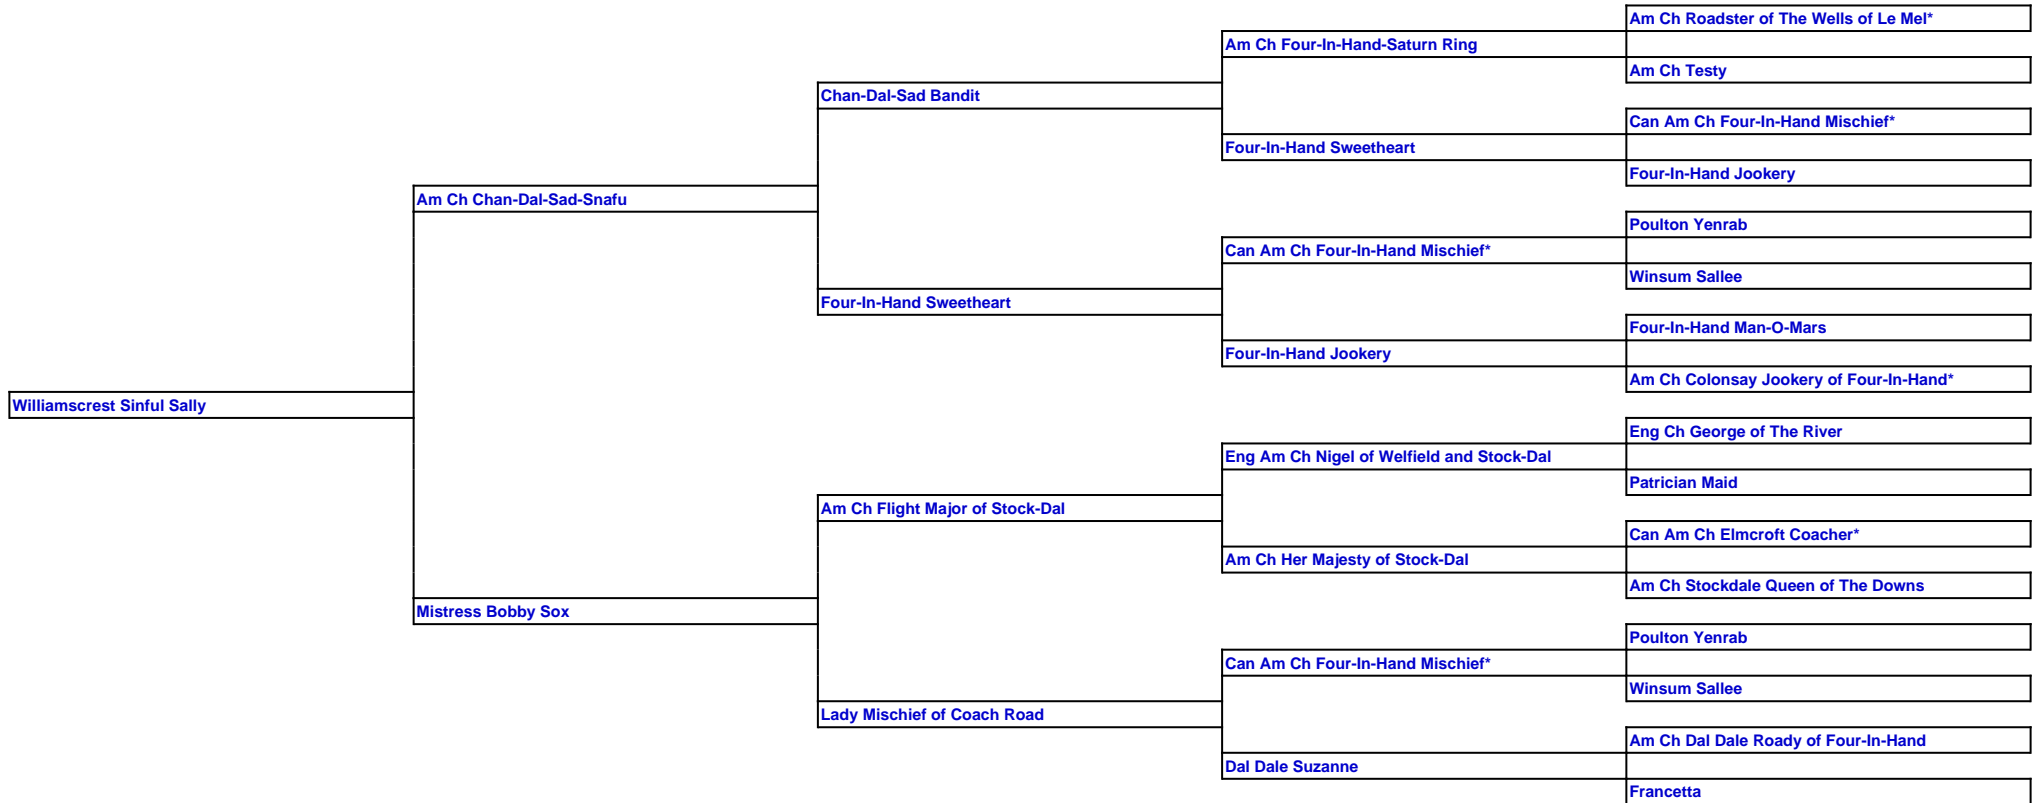 Am Ch Roadster of The Wells of Le Mel*
Am Ch Four-In-Hand-Saturn Ring
Am Ch Testy
Chan-Dal-Sad Bandit
Can Am Ch Four-In-Hand Mischief*
Four-In-Hand Sweetheart
Four-In-Hand Jookery
Am Ch Chan-Dal-Sad-Snafu
Poulton Yenrab
Can Am Ch Four-In-Hand Mischief*
Winsum Sallee
Four-In-Hand Sweetheart
Four-In-Hand Man-O-Mars
Four-In-Hand Jookery
Am Ch Colonsay Jookery of Four-In-Hand*
Williamscrest Sinful Sally
Eng Ch George of The River
Eng Am Ch Nigel of Welfield and Stock-Dal
Patrician Maid
Am Ch Flight Major of Stock-Dal
Can Am Ch Elmcroft Coacher*
Am Ch Her Majesty of Stock-Dal
Am Ch Stockdale Queen of The Downs
Mistress Bobby Sox
Poulton Yenrab
Can Am Ch Four-In-Hand Mischief*
Winsum Sallee
Lady Mischief of Coach Road
Am Ch Dal Dale Roady of Four-In-Hand
Dal Dale Suzanne
Francetta